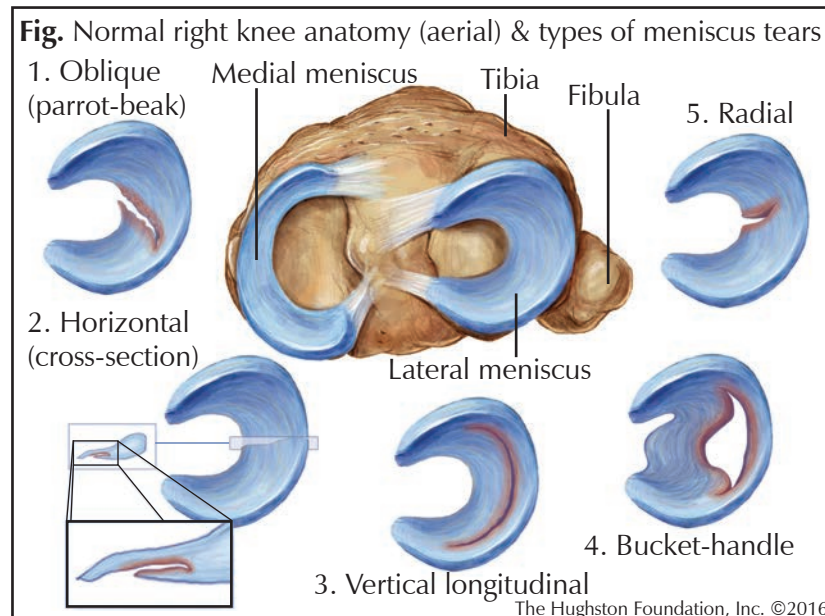 Fig. Normal right knee anatomy (aerial) & types of meniscus tears
1. Oblique
(parrot-beak)
Medial meniscus
Tibia
Fibula
5. Radial
2. Horizontal
(cross-section)
Lateral meniscus
3. Vertical longitudinal
4. Bucket-handle
The Hughston Foundation, Inc. ©2016